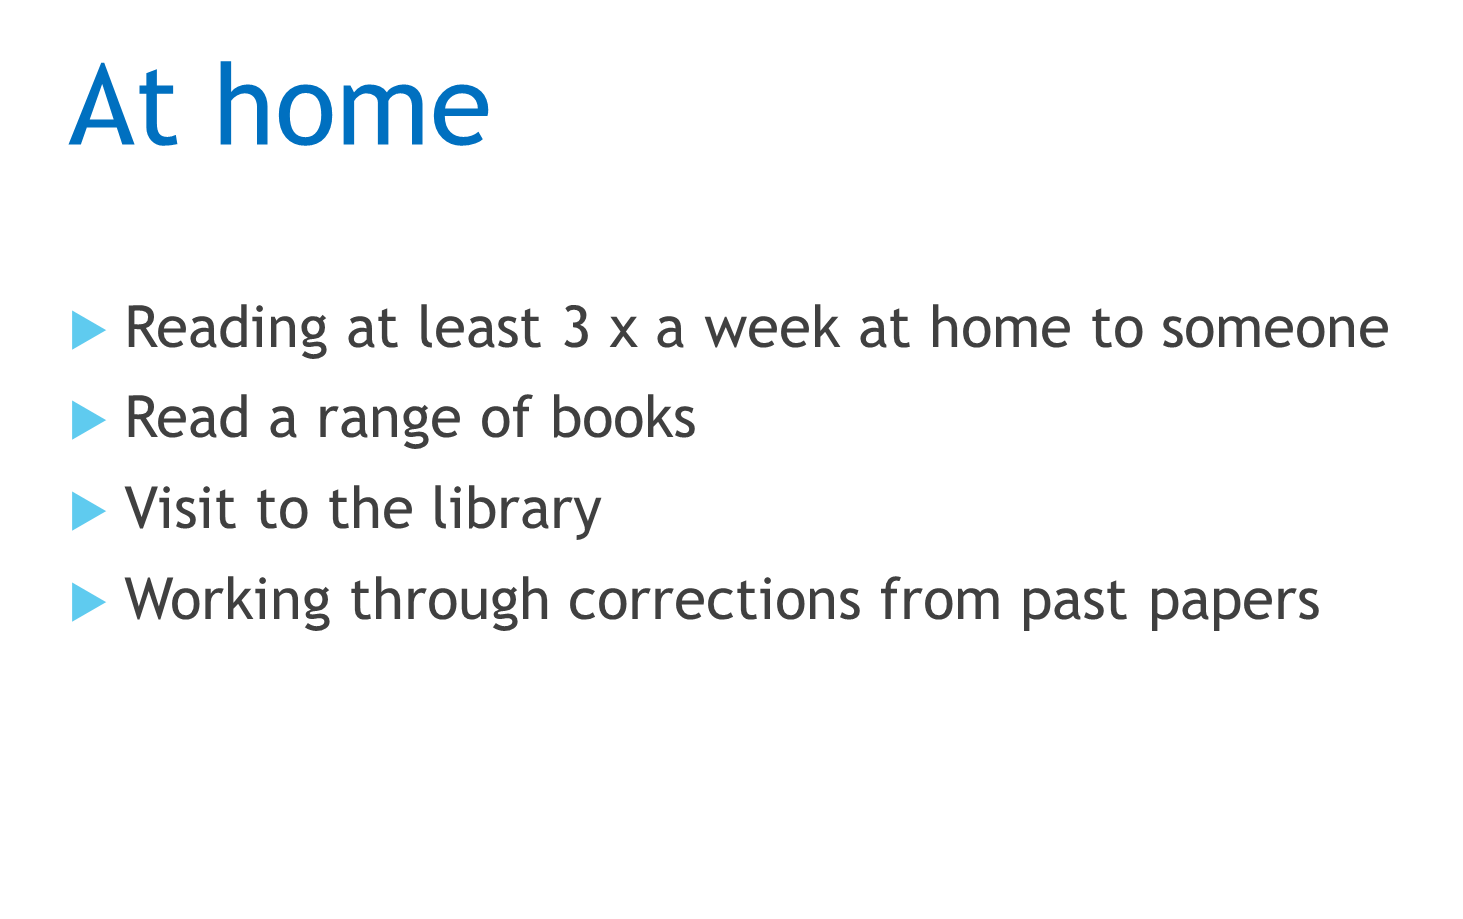 At home
Reading at least 3 x a week at home to someone
Read a range of books
Visit to the library
Working through corrections from past papers